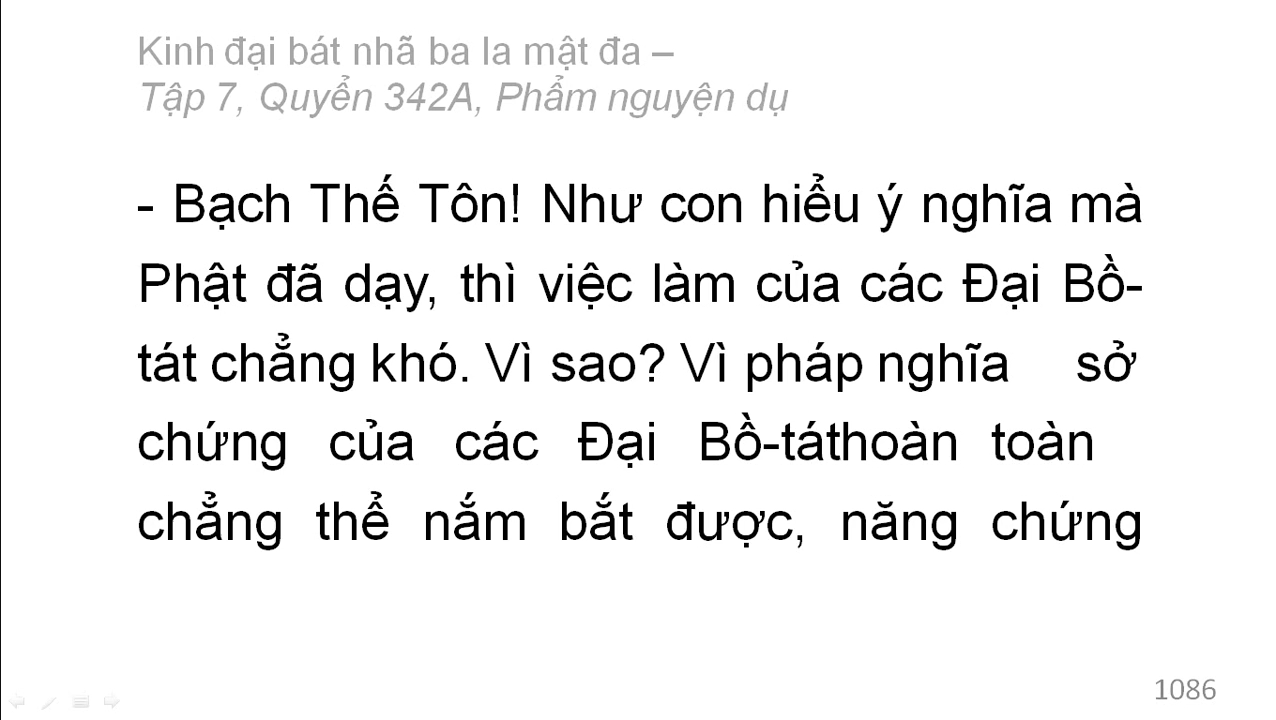 Kinh đại bát nhã ba la mật đa –
Tập 7, Quyển 342A, Phẩm nguyện dụ
- Bạch Thế Tôn! Như con hiểu ý nghĩa mà
Phật đã dạy, thì việc làm của các Đại Bồ-
tát chẳng khó. Vì sao? Vì pháp nghĩa sở
chứng của các Đại Bồ-táthoàn toàn
chẳng thể nắm bắt được, năng chứng
1086